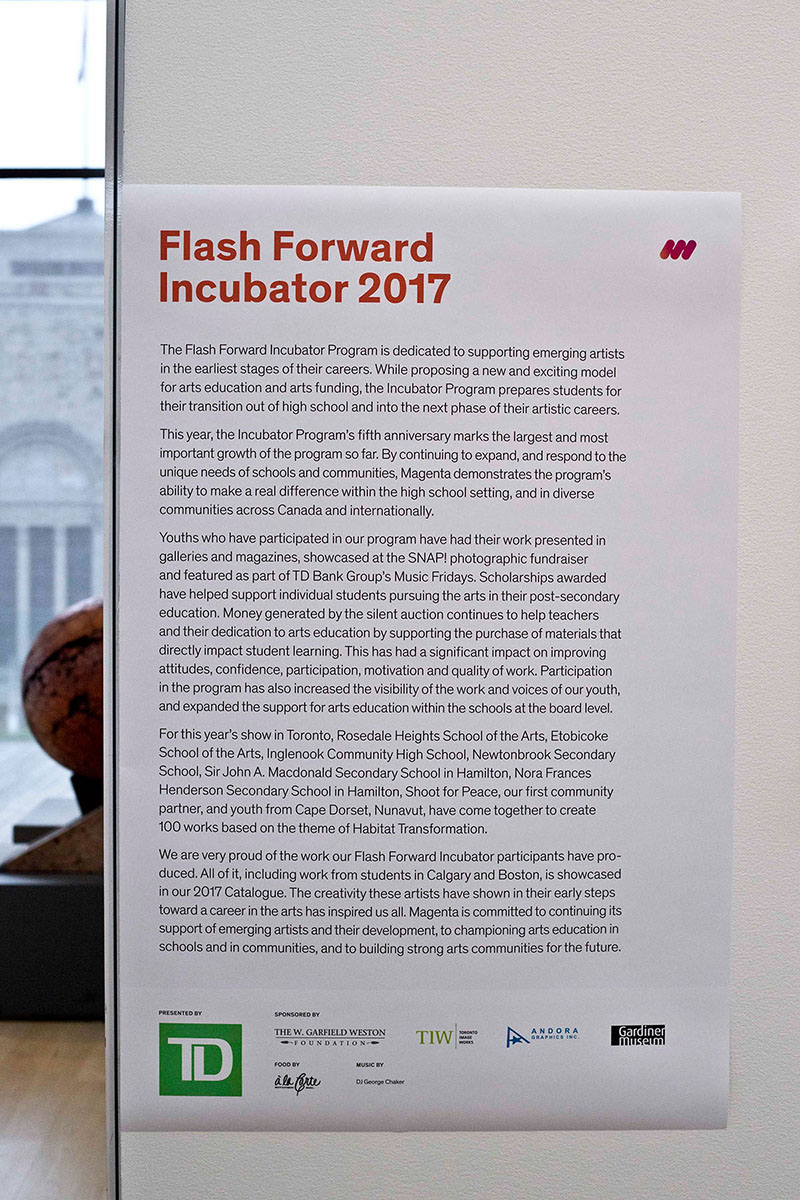 Flash Forward
Incubator 2017
The Flash Forward Incubator Program is dedicated to supporting emerging artists
in the earliest stages of their careers. While proposing a new and exciting model
for arts education and arts funding, the Incubator Program prepares students for
their transition out of high school and into the next phase of their artistic careers.
This year, the Incubator Program's fifth anniversary marks the largest and most
important growth of the program so far. By continuing to expand, and respond to the
unique needs of schools and communities, Magenta demonstrates the program's
ability to make a real difference within the high school setting, and in diverse
communities across Canada and internationally.
Youths who have participated in our program have had their work presented in
galleries and magazines, showcased at the SNAP! photographic fundraiser
and featured as part of TD Bank Group's Music Fridays. Scholarships awarded
have helped support individual students pursuing the arts in their post-secondary
education. Money generated by the silent auction continues to help teachers
and their dedication to arts education by supporting the purchase of materials that
directly impact student learning. This has had a significant impact on improving
attitudes, confidence, participation, motivation and quality of work. Participation
in the program has also increased the visibility of the work and voices of our youth,
and expanded the support for arts education within the schools at the board level.
For this year's show in Toronto, Rosedale Heights School of the Arts, Etobicoke
School of the Arts, Inglenook Community High School, Newtonbrook Secondary
School, Sir John A. Macdonald Secondary School in Hamilton, Nora Frances
Henderson Secondary School in Hamilton, Shoot for Peace, our first community
partner, and youth from Cape Dorset, Nunavut, have come together to create
100 works based on the theme of Habitat Transformation.
We are very proud of the work our Flash Forward Incubator participants have pro-
duced. All of it, including work from students in Calgary and Boston, is showcased
in our 2017 Catalogue. The creativity these artists have shown in their early steps
toward a career in the arts has inspired us all. Magenta is committed to continuing its
support of emerging artists and their development, to championing arts education in
schools and in communities, and to building strong arts communities for the future.
PRESENTED BY
TD
SPONSORED BY
THE W. GARFIELD WESTON
FOUNDATION
TIW
TORONTO
IMAGE
WORKS
ANDORA
GRAPHICS INC.
Gardiner
museum
FOOD BY
à la Carte
MUSIC BY
DJ George Chaker